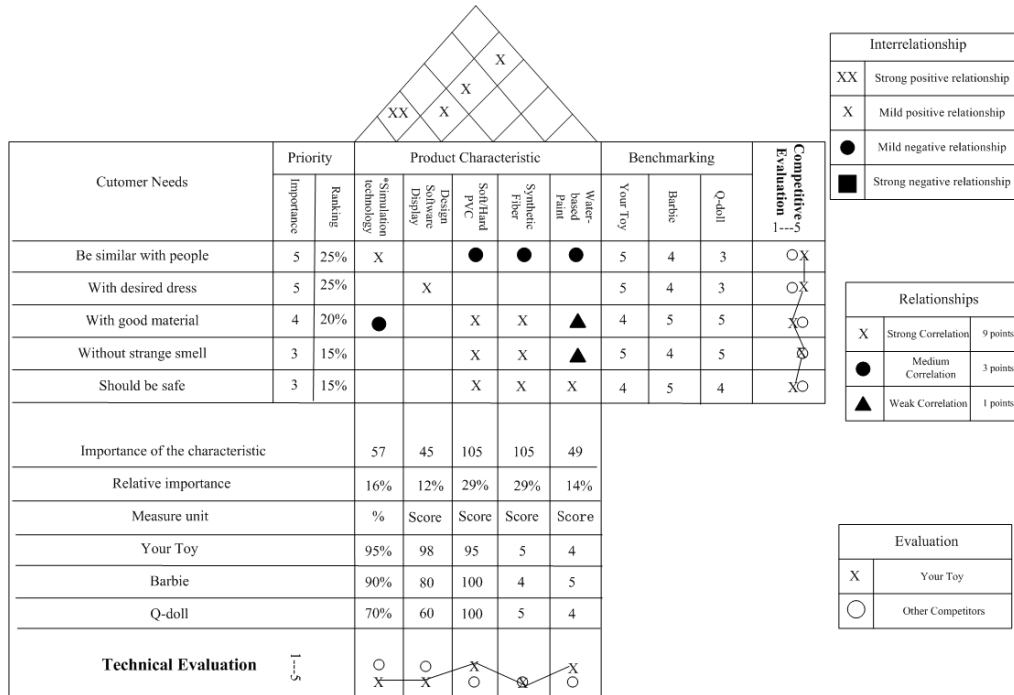 X
X
XX
X
Interrelationship
XX Strong positive relationship
X Mild positive relationship
Mild negative relationship
Strong negative relationship
Cutomer Needs
Priority
Product Characteristic
Benchmarking
Competitive Evaluation
1---5
Importance
Ranking
*Simulation technology
Design Software Display
Soft/Hard PVC
Synthetic Fiber
Water-based Paint
Your Toy
Barbie
Q-doll
Be similar with people 5 25% X 5 4 3 X
With desired dress 5 25% X 5 4 3 X
With good material 4 20% X X 4 5 5 X
Without strange smell 3 15% X X 5 4 5 X
Should be safe 3 15% X X X 4 5 4 X
Relationships
X Strong Correlation 9 points
Medium Correlation 3 points
Weak Correlation 1 points
Importance of the characteristic 57 45 105 105 49
Relative importance 16% 12% 29% 29% 14%
Measure unit % Score Score Score Score
Your Toy 95% 98 95 5 4
Barbie 90% 80 100 4 5
Q-doll 70% 60 100 5 4
Technical Evaluation 1---5 X X X X X
Evaluation
X Your Toy
Other Competitors